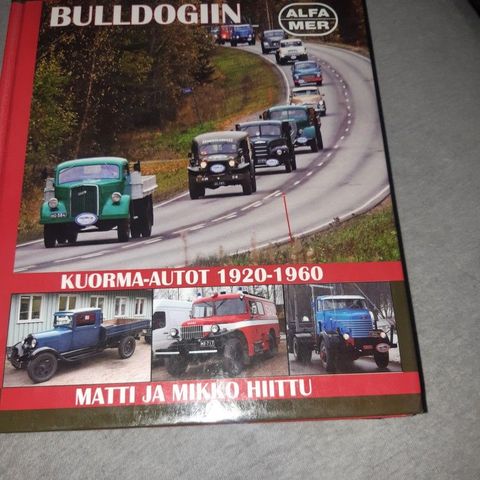 BULLDOGIIN
ALFA
MER
KUORMA-AUTOT 1920-1960
MATTI JA MIKKO HIITTU